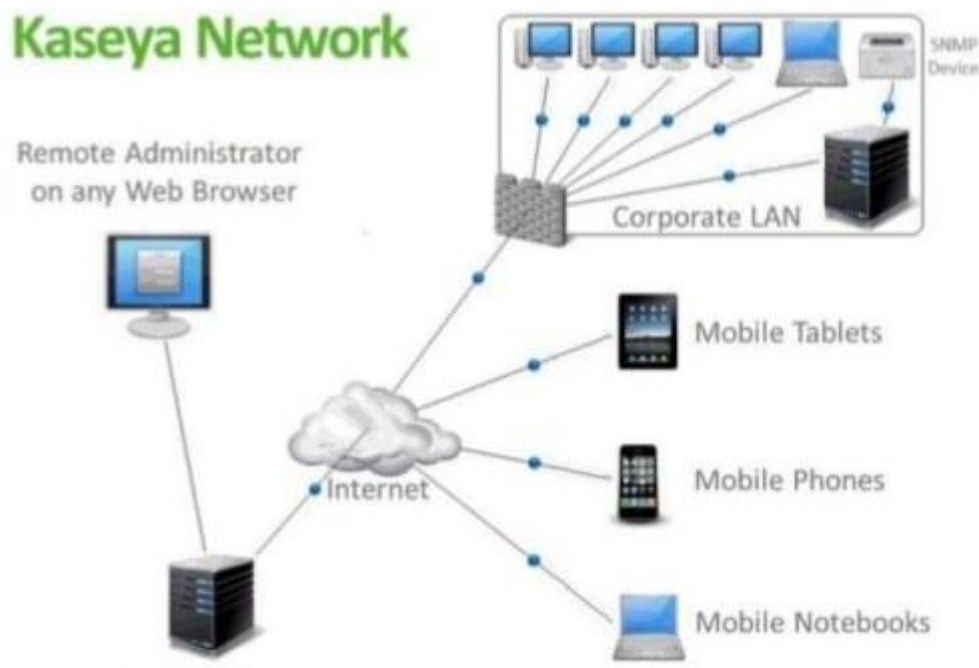 Kaseya Network
SNMP
Device
Remote Administrator
on any Web Browser
Corporate LAN
Mobile Tablets
Internet
Mobile Phones
Mobile Notebooks